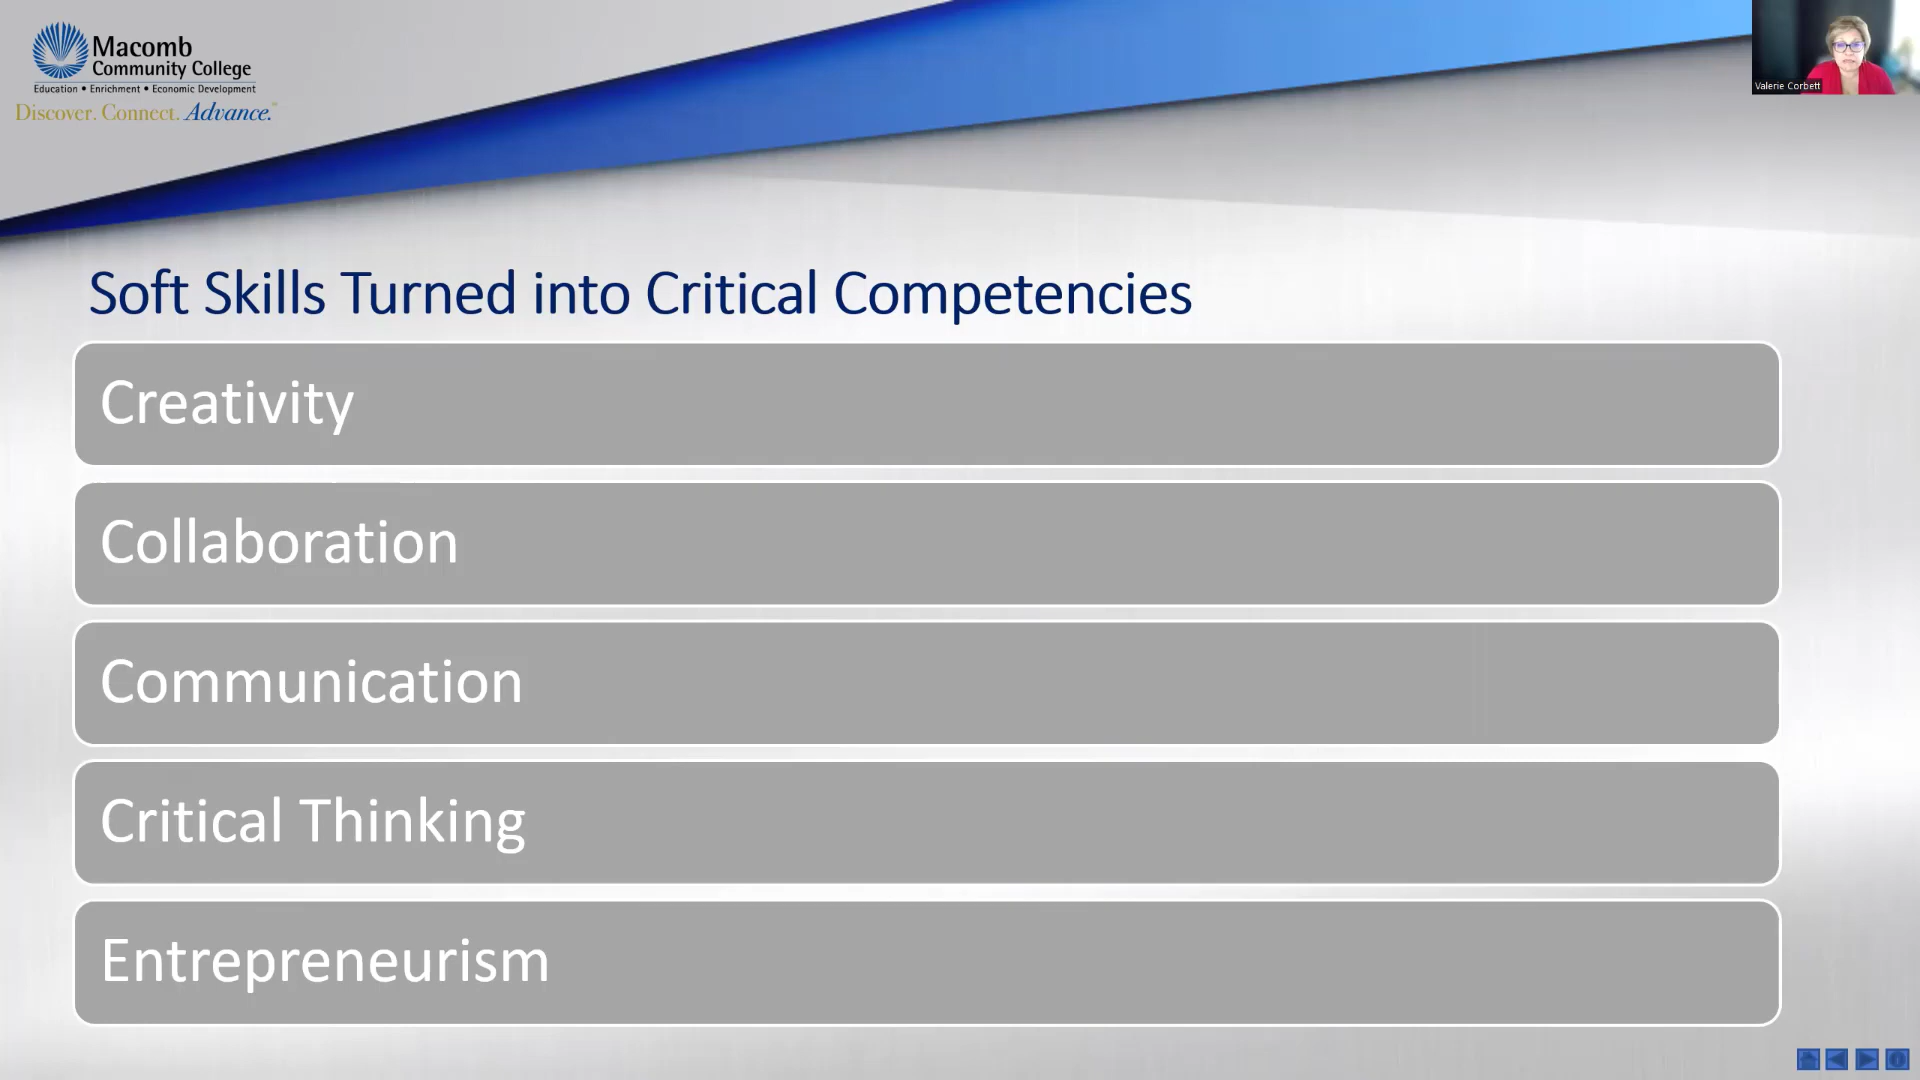 Macomb
Community College
Education • Enrichment • Economic Development
Discover. Connect. Advance.
Valerie Corbett
Soft Skills Turned into Critical Competencies
Creativity
Collaboration
Communication
Critical Thinking
Entrepreneurism